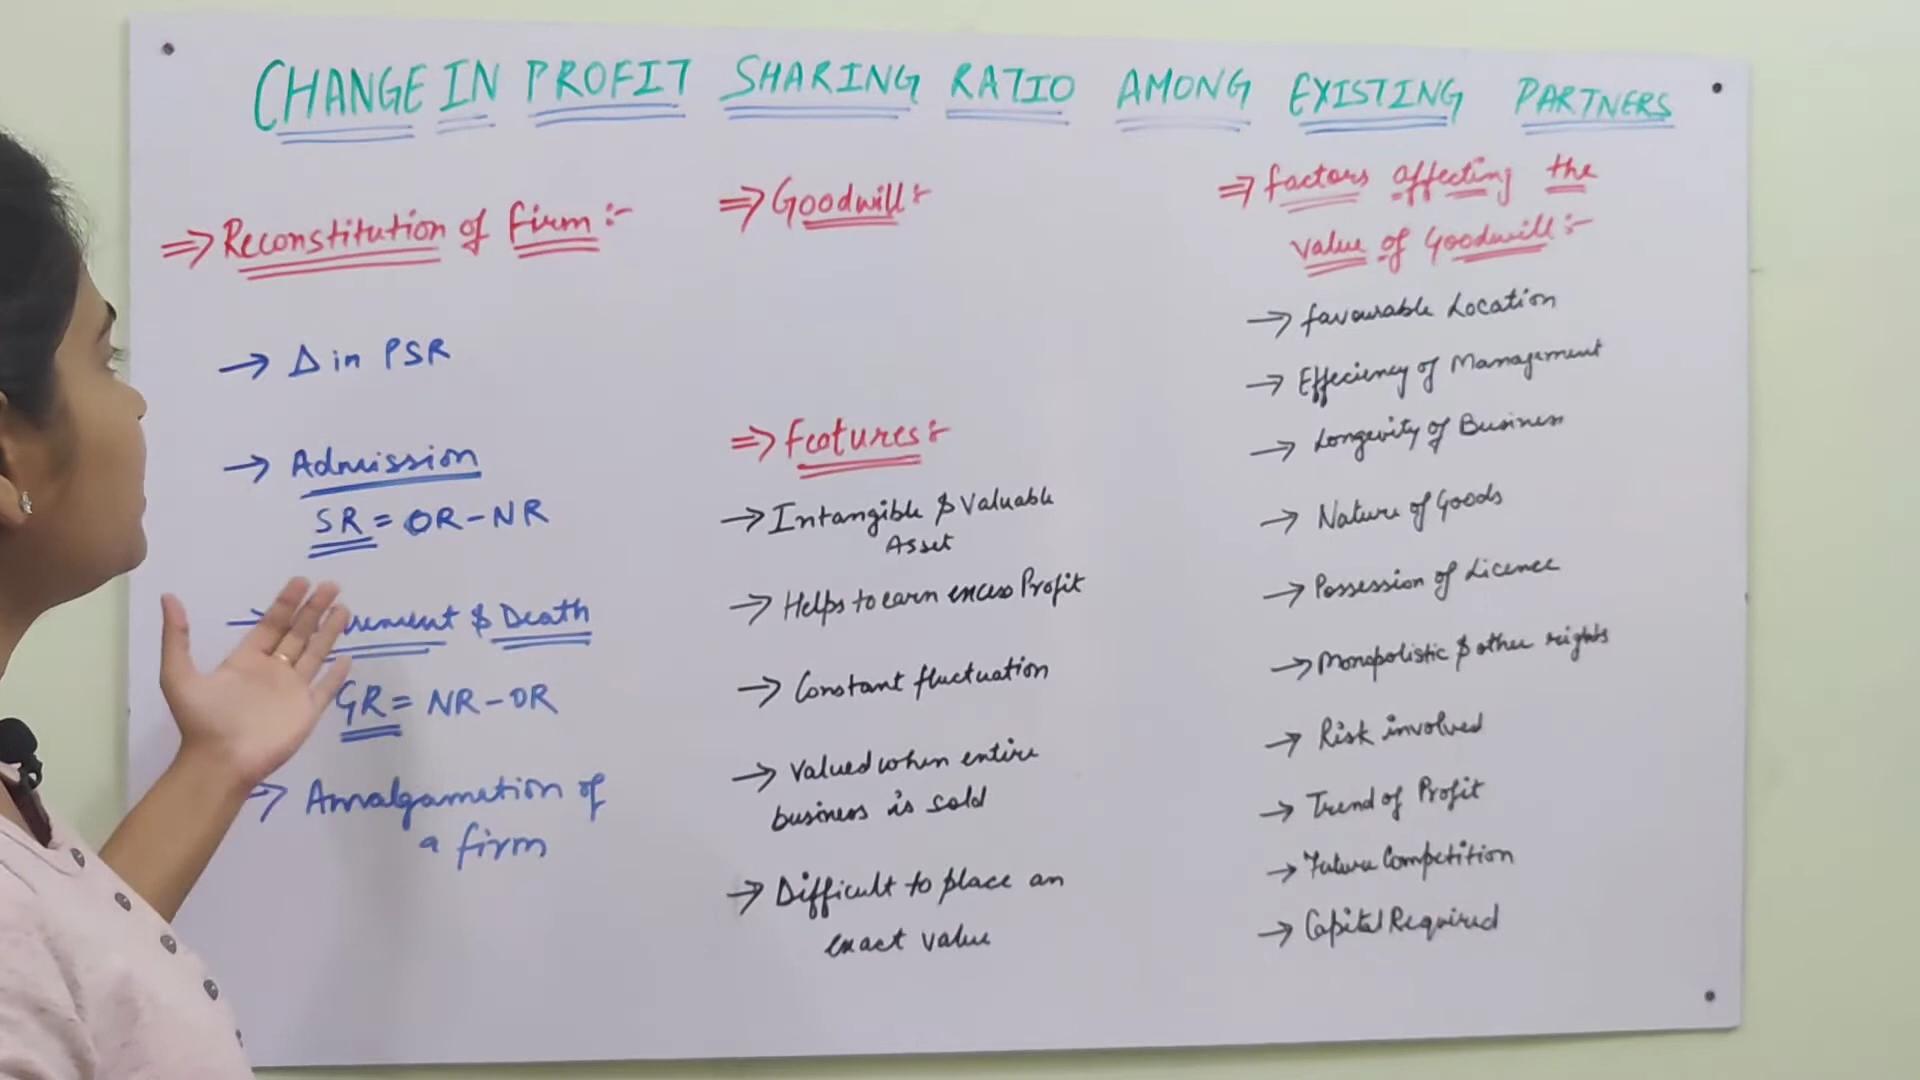 CHANGE IN PROFIT SHARING RATIO AMONG EXISTING PARTNERS
⇒ Reconstitution of firm :-
→ Δ in PSR
→ Admission
SR = OR - NR
→ & Death
GR = NR - OR
→ Amalgamation of
a firm
⇒ Goodwill :-
⇒ Features :-
→ Intangible & Valuable
Asset
→ Helps to earn excess Profit
→ Constant fluctuation
→ Valued when entire
business is sold
→ Difficult to place an
exact value
⇒ factors affecting the
value of Goodwill :-
→ favourable Location
→ Effeciency of Management
→ Longevity of Business
→ Nature of Goods
→ Possession of Licence
→ Monopolistic & other rights
→ Risk involved
→ Trend of Profit
→ Future Competition
→ Capital Required